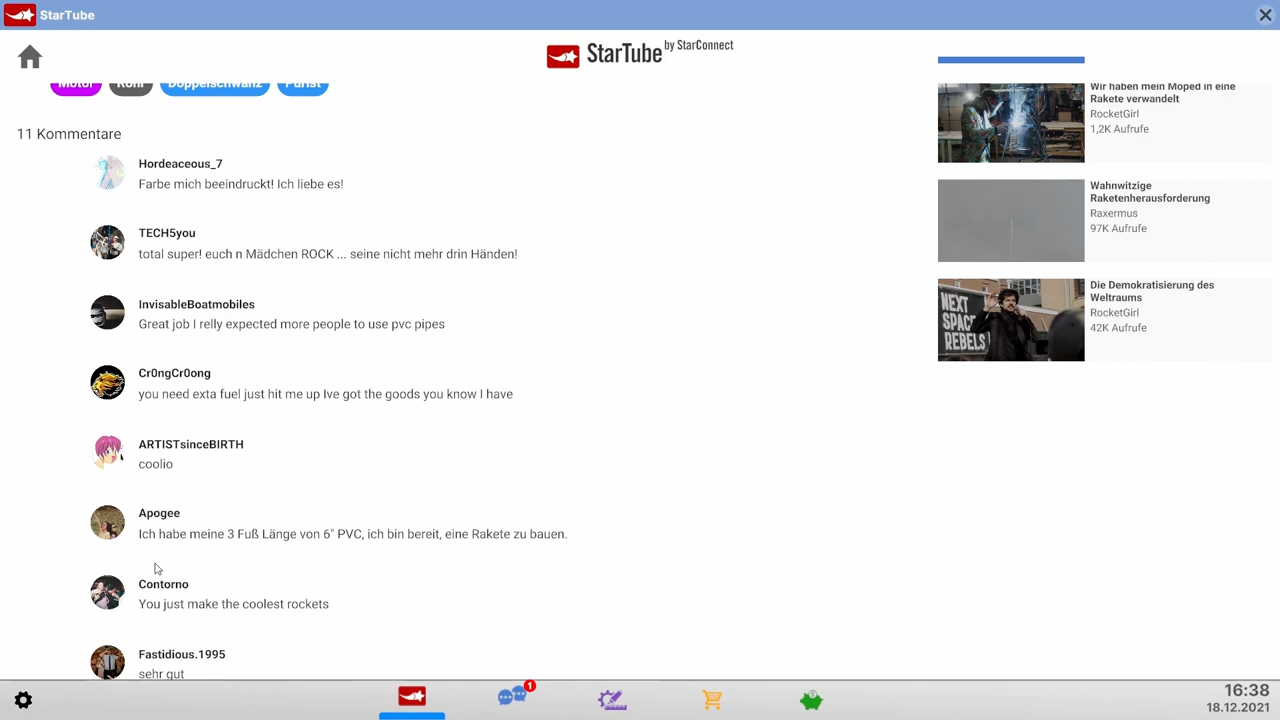 StarTube
StarTube by StarConnect
Motor Rohr Doppelschwanz Purist
11 Kommentare
Hordeaceous_7
Farbe mich beeindruckt! Ich liebe es!
TECH5you
total super! euch n Mädchen ROCK ... seine nicht mehr drin Händen!
InvisableBoatmobiles
Great job I relly expected more people to use pvc pipes
Cr0ngCr0ong
you need exta fuel just hit me up Ive got the goods you know I have
ARTISTsinceBIRTH
coolio
Apogee
Ich habe meine 3 Fuß Länge von 6" PVC, ich bin bereit, eine Rakete zu bauen.
Contorno
You just make the coolest rockets
Fastidious.1995
sehr gut
Wir haben mein Moped in eine
Rakete verwandelt
RocketGirl
1,2K Aufrufe
Wahnwitzige
Raketenherausforderung
Raxermus
97K Aufrufe
NEXT
SPACE
REBELS
Die Demokratisierung des
Weltraums
RocketGirl
42K Aufrufe
1
16:38
18.12.2021